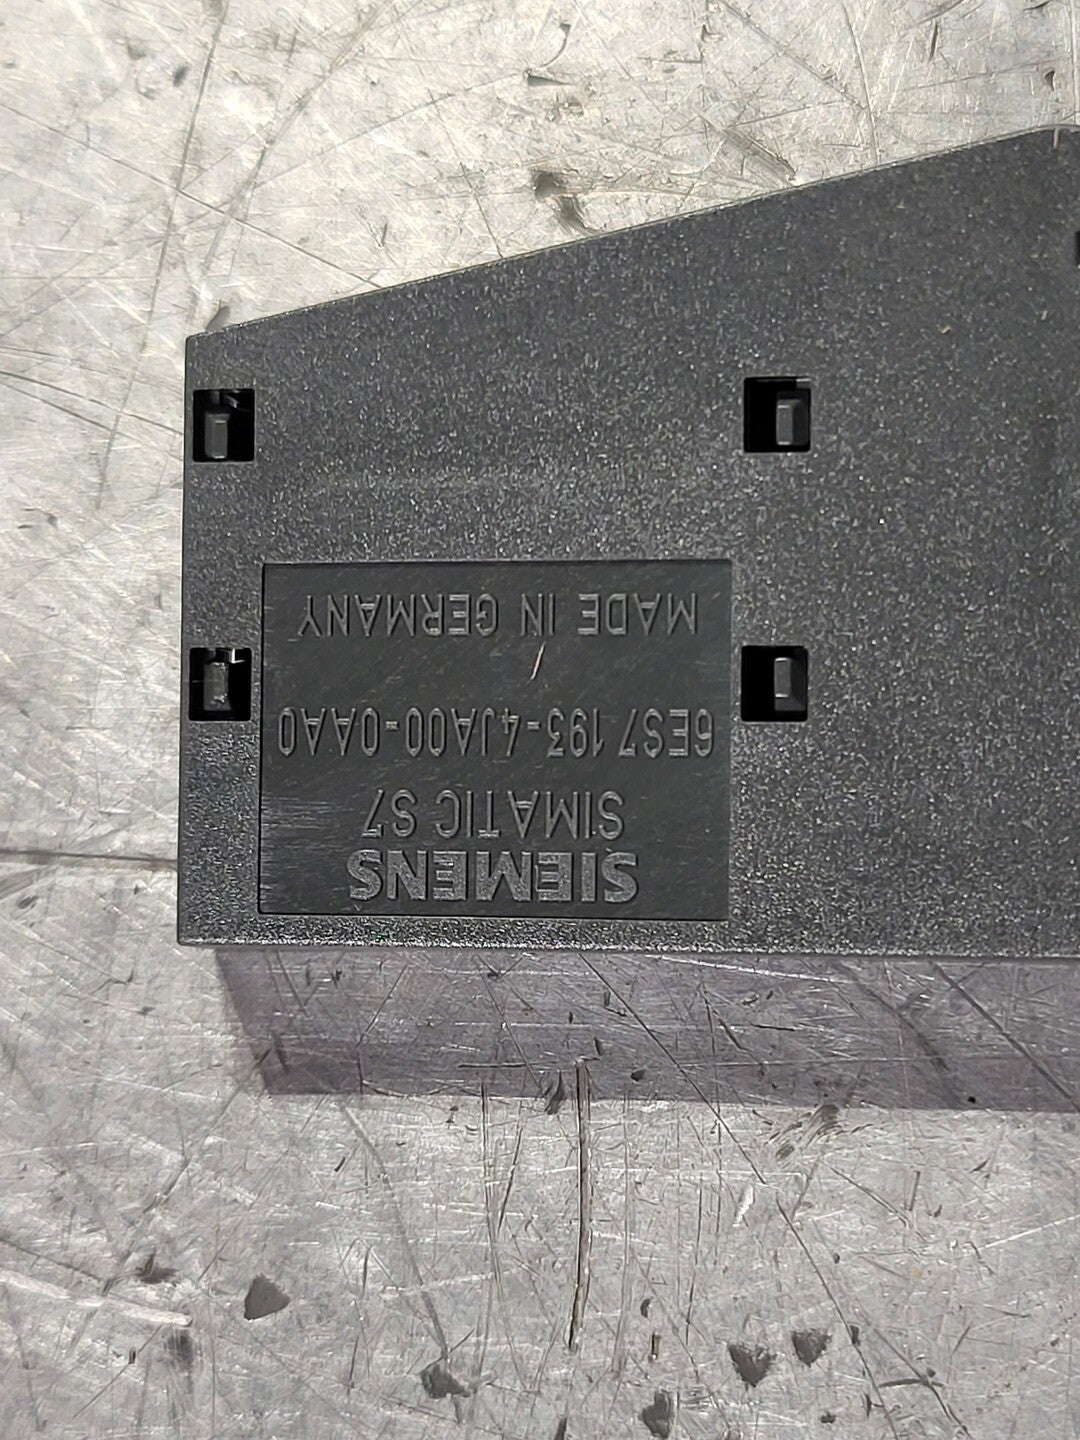 SIEMENS
SIMATIC S7
6ES7 193-4JA00-0AA0
MADE IN GERMANY